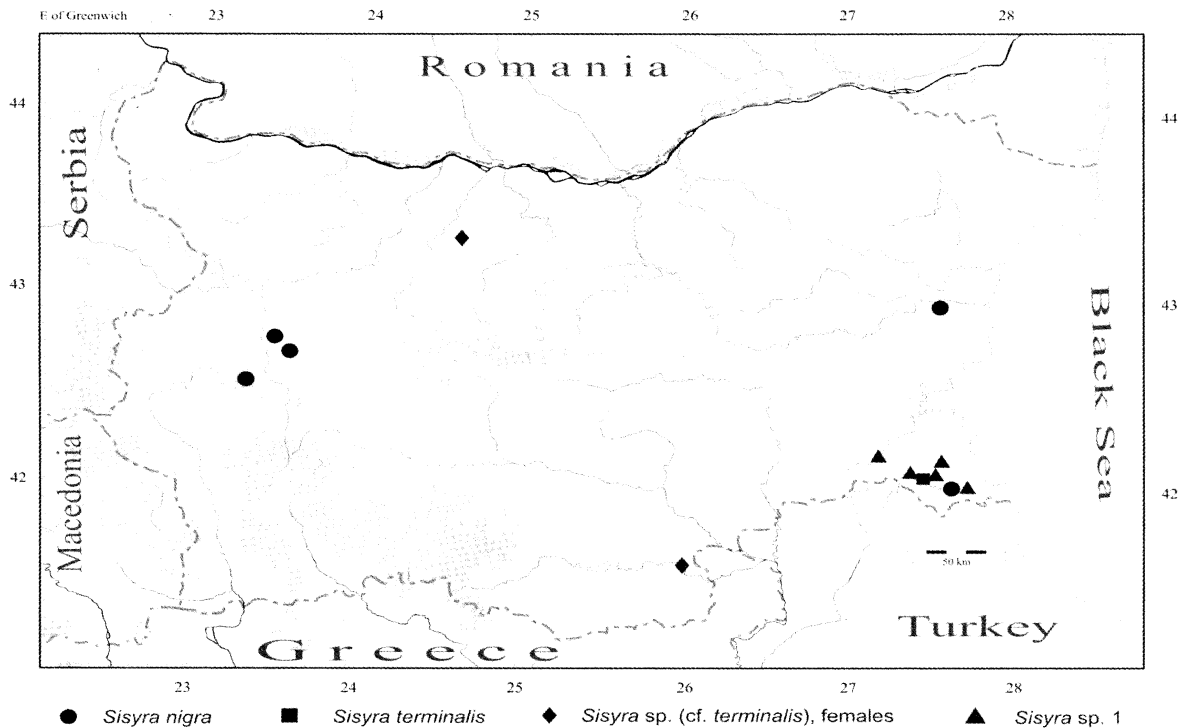 E of Greenwich 23 24 25 26 27 28
Romania
44 44
Serbia
43 43
Black Sea
Macedonia
42 42
50 km
Turkey
Greece
23 24 25 26 27 28
Sisyra nigra Sisyra terminalis Sisyra sp. (cf. terminalis), females Sisyra sp. 1